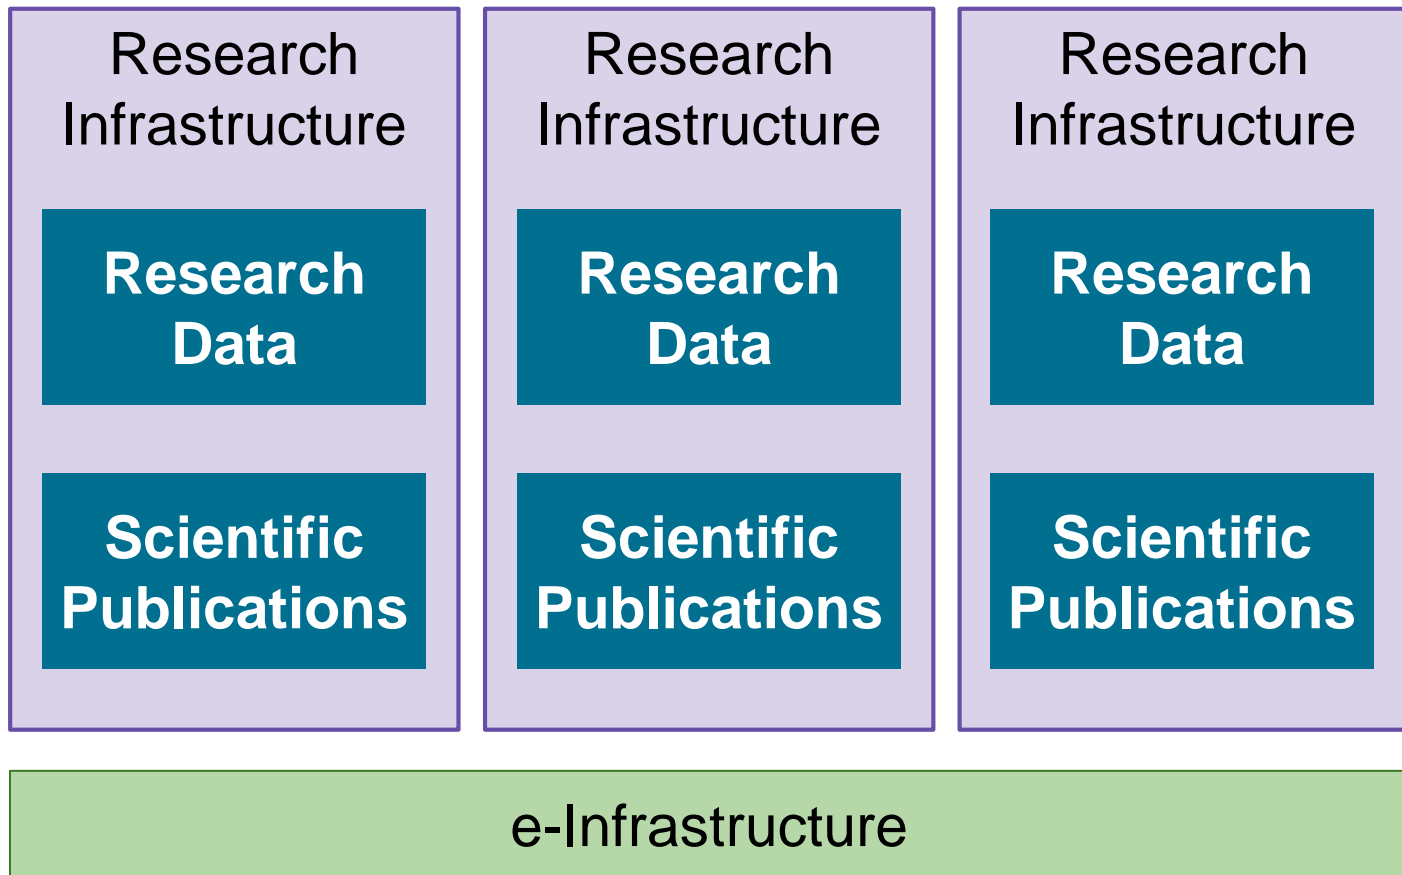 Research
Infrastructure
Research
Data
Scientific
Publications
Research
Infrastructure
Research
Data
Scientific
Publications
Research
Infrastructure
Research
Data
Scientific
Publications
e-Infrastructure